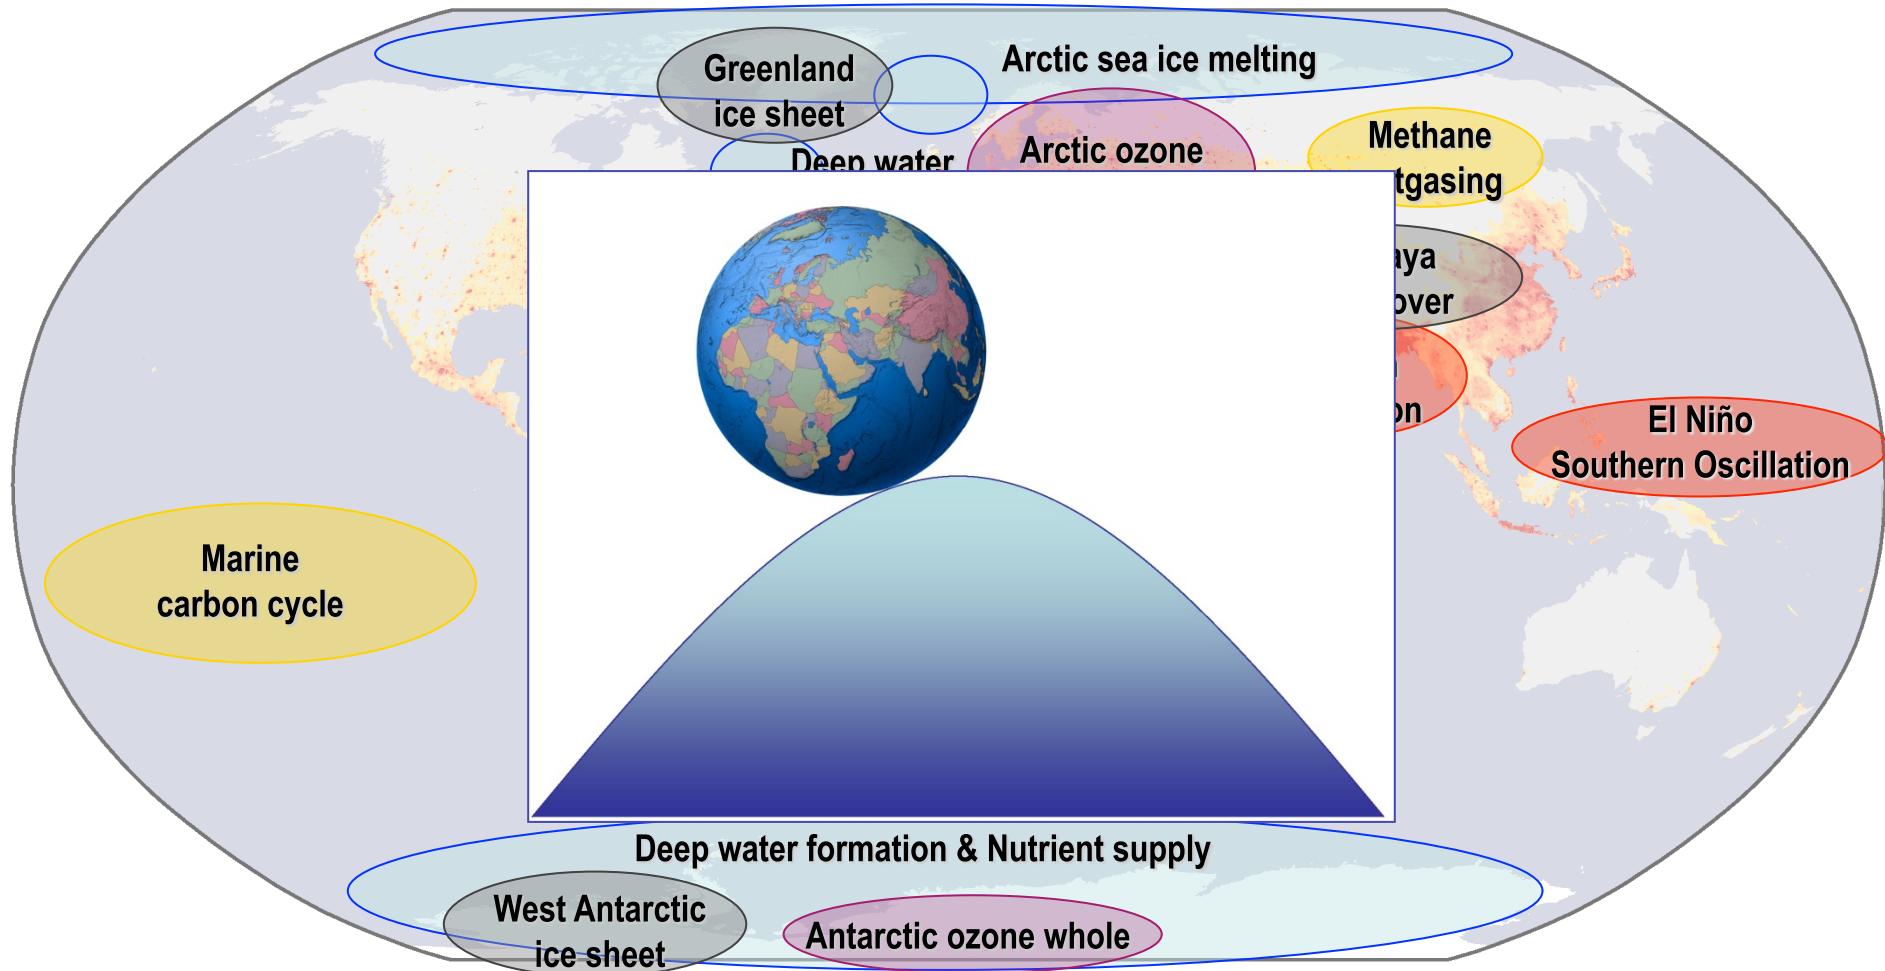 Greenland
ice sheet
Arctic sea ice melting
Deep water
Arctic ozone
Methane
tgasing
aya
over
on
El Niño
Southern Oscillation
Marine
carbon cycle
Deep water formation & Nutrient supply
West Antarctic
ice sheet
Antarctic ozone whole